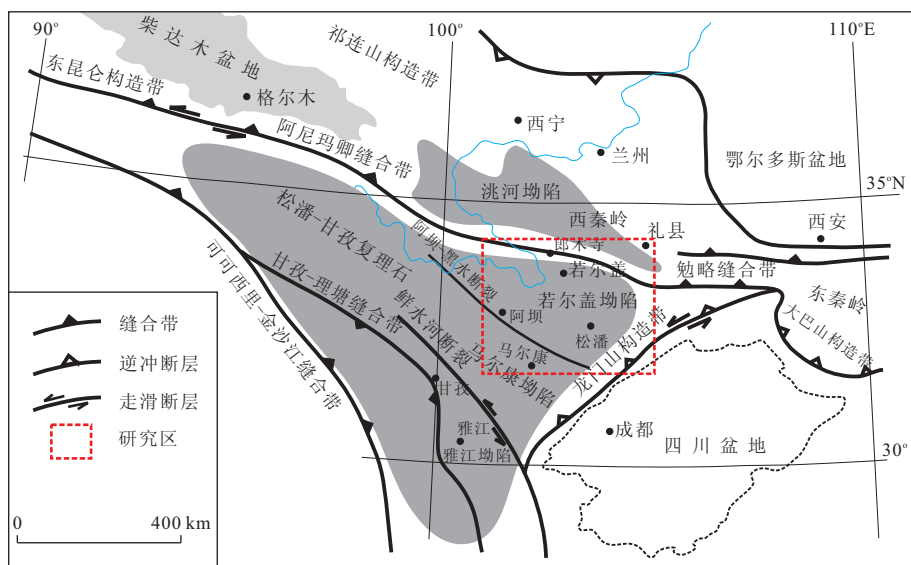 90°
100°
110°E
柴达木盆地
祁连山构造带
东昆仑构造带
格尔木
西宁
阿尼玛卿缝合带
兰州
鄂尔多斯盆地
洮河坳陷
35°N
松潘-甘孜复理石
西秦岭
礼县
西安
阿坝-黑水断裂
郎木寺
勉略缝合带
可可西里-金沙江缝合带
甘孜-理塘缝合带
若尔盖
鲜水河断裂
若尔盖坳陷
东秦岭
大巴山构造带
阿坝
松潘
马尔康
马尔康坳陷
龙门山构造带
甘孜
雅江
雅江坳陷
成都
四川盆地
30°
缝合带
逆冲断层
走滑断层
研究区
0
400 km